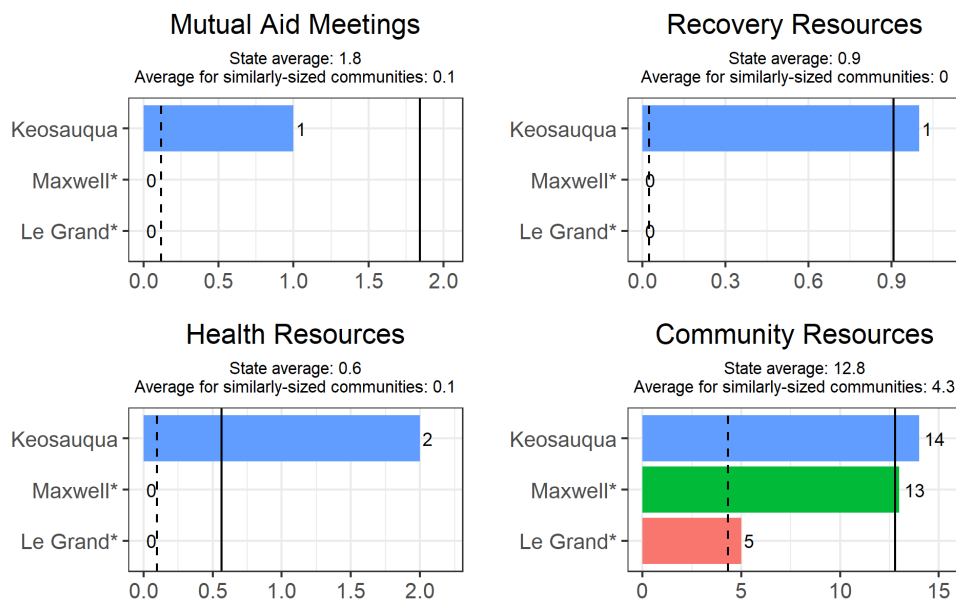 Mutual Aid Meetings
State average: 1.8
Average for similarly-sized communities: 0.1
Keosauqua
1
Maxwell*
0
Le Grand*
0
0.0 0.5 1.0 1.5 2.0
Recovery Resources
State average: 0.9
Average for similarly-sized communities: 0
Keosauqua
1
Maxwell*
0
Le Grand*
0
0.0 0.3 0.6 0.9
Health Resources
State average: 0.6
Average for similarly-sized communities: 0.1
Keosauqua
2
Maxwell*
0
Le Grand*
0
0.0 0.5 1.0 1.5 2.0
Community Resources
State average: 12.8
Average for similarly-sized communities: 4.3
Keosauqua
14
Maxwell*
13
Le Grand*
5
0 5 10 15